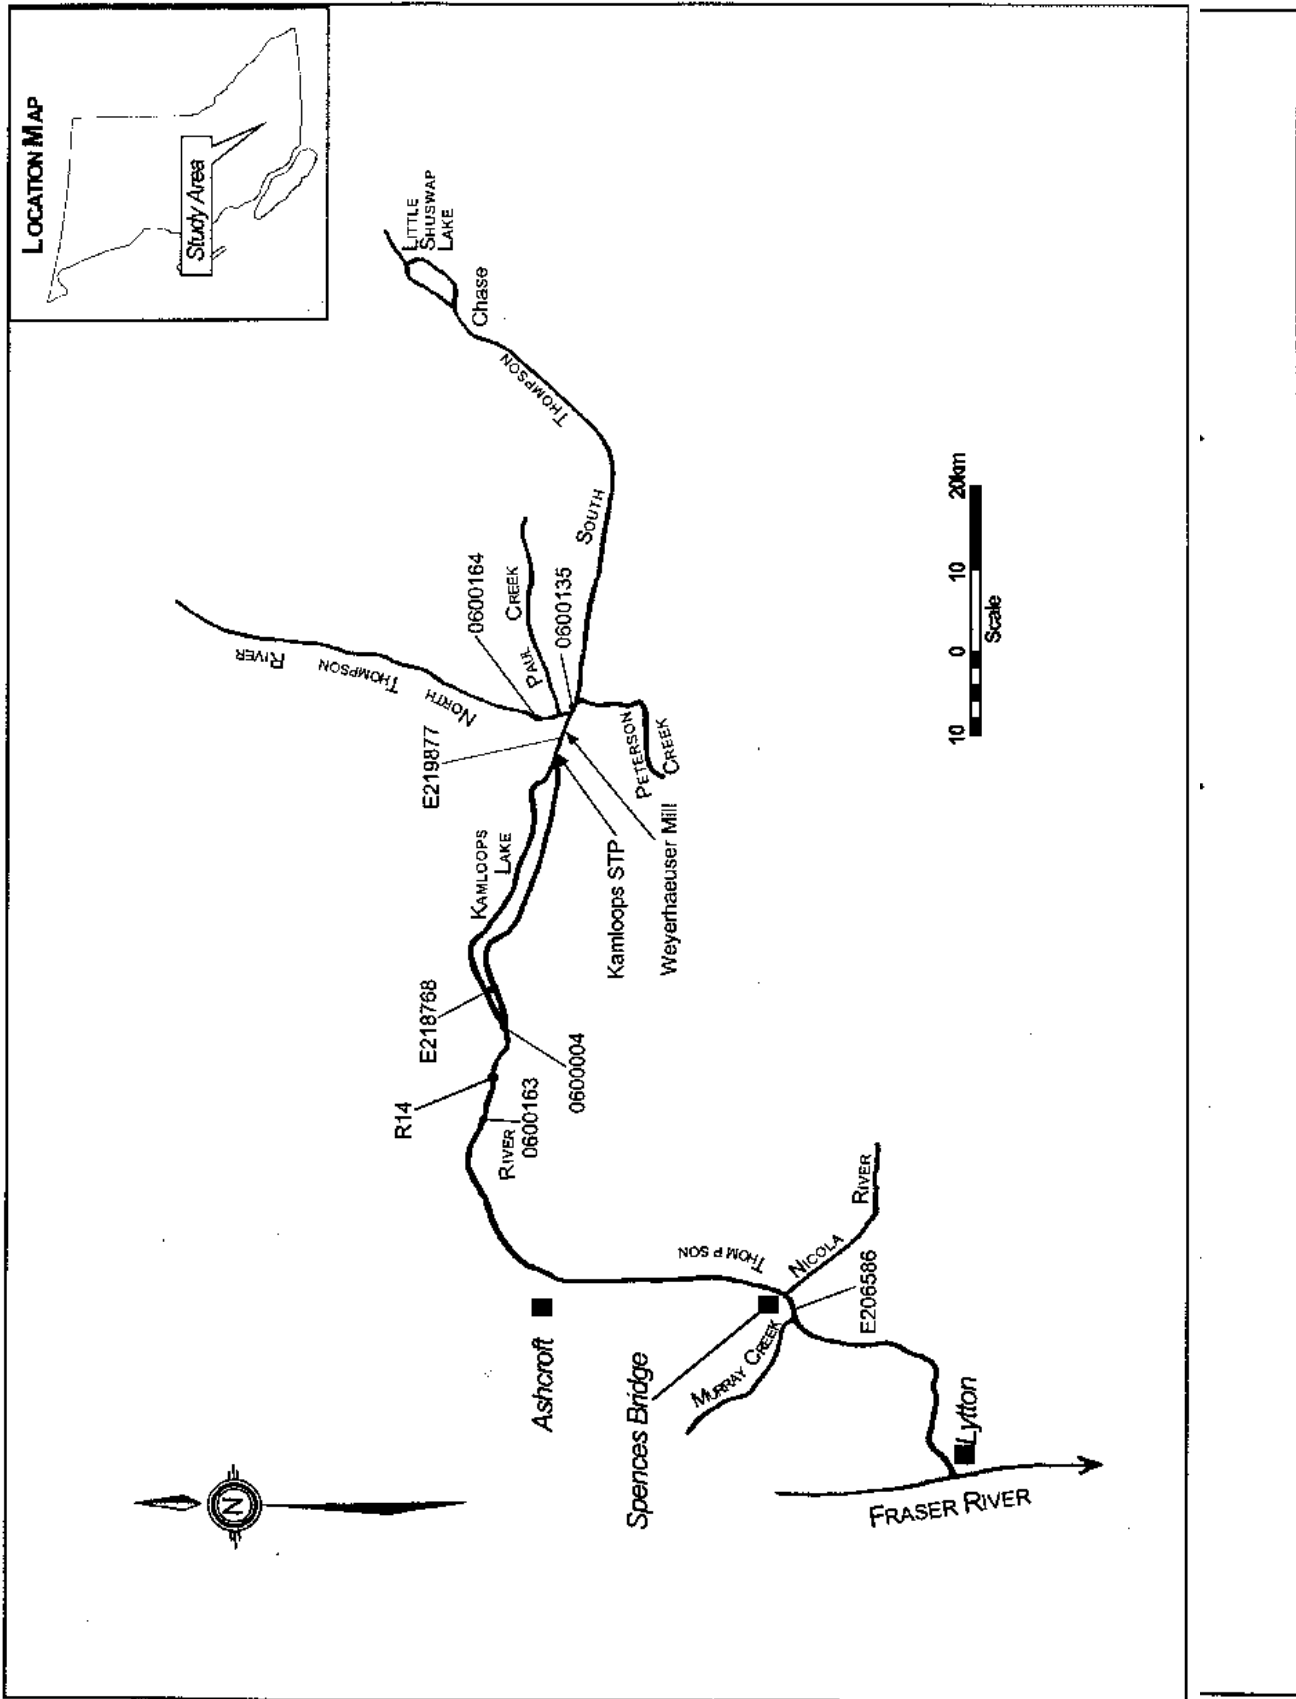 LOCATION MAP
Study Area
LITTLE
SHUSWAP
LAKE
Chase
THOMPSON
SOUTH
0600164
CREEK
PAUL
0600135
RIVER
THOMPSON
NORTH
E219877
PETERSON
CREEK
KAMLOOPS
LAKE
Kamloops STP
Weyerhaeuser Mill
E218768
R14
0600004
RIVER
0600163
THOMPSON
NICOLA
RIVER
E206586
MURRAY CREEK
Ashcroft
Spences Bridge
Lytton
FRASER RIVER
N
10 0 10 20km
Scale